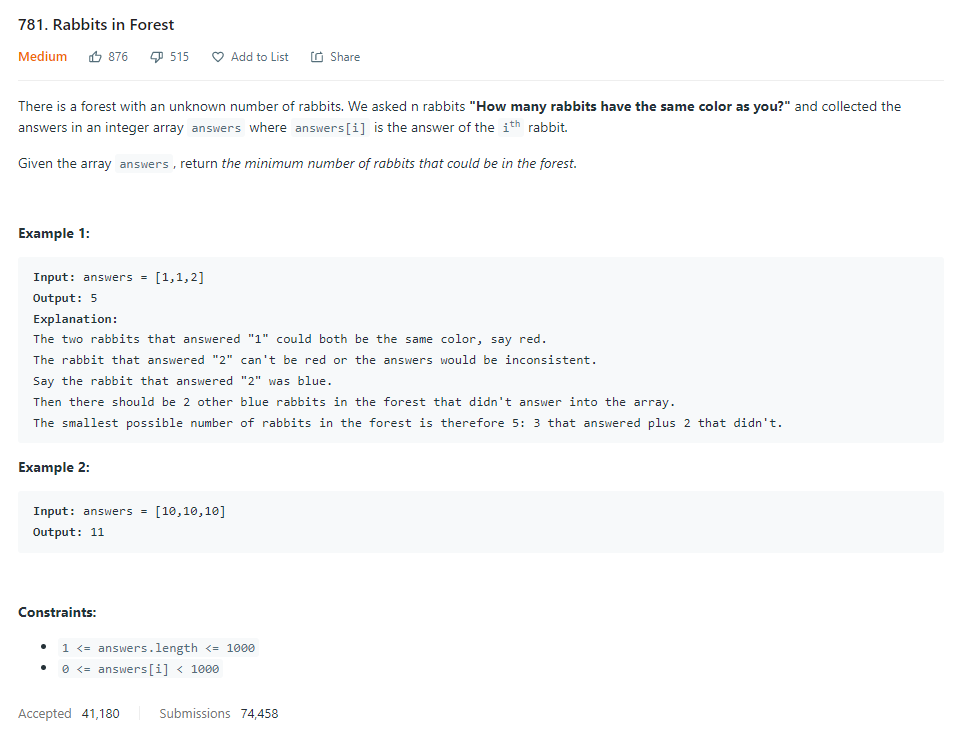 781. Rabbits in Forest
Medium 876 515 Add to List Share
There is a forest with an unknown number of rabbits. We asked n rabbits "How many rabbits have the same color as you?" and collected the
answers in an integer array answers where answers[i] is the answer of the ith rabbit.
Given the array answers, return the minimum number of rabbits that could be in the forest.
Example 1:
Input: answers = [1,1,2]
Output: 5
Explanation:
The two rabbits that answered "1" could both be the same color, say red.
The rabbit that answered "2" can't be red or the answers would be inconsistent.
Say the rabbit that answered "2" was blue.
Then there should be 2 other blue rabbits in the forest that didn't answer into the array.
The smallest possible number of rabbits in the forest is therefore 5: 3 that answered plus 2 that didn't.
Example 2:
Input: answers = [10,10,10]
Output: 11
Constraints:
• 1 <= answers.length <= 1000
• 0 <= answers[i] < 1000
Accepted 41,180 Submissions 74,458